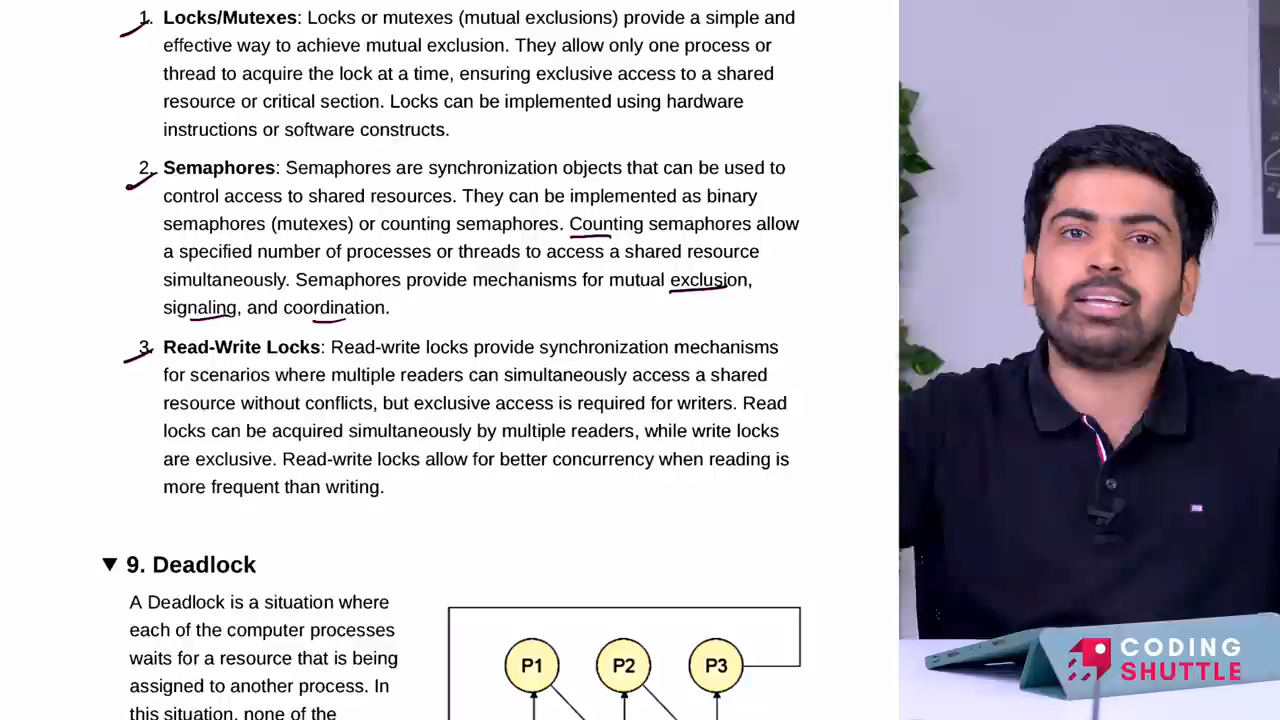 1. Locks/Mutexes: Locks or mutexes (mutual exclusions) provide a simple and
effective way to achieve mutual exclusion. They allow only one process or
thread to acquire the lock at a time, ensuring exclusive access to a shared
resource or critical section. Locks can be implemented using hardware
instructions or software constructs.
2. Semaphores: Semaphores are synchronization objects that can be used to
control access to shared resources. They can be implemented as binary
semaphores (mutexes) or counting semaphores. Counting semaphores allow
a specified number of processes or threads to access a shared resource
simultaneously. Semaphores provide mechanisms for mutual exclusion,
signaling, and coordination.
3. Read-Write Locks: Read-write locks provide synchronization mechanisms
for scenarios where multiple readers can simultaneously access a shared
resource without conflicts, but exclusive access is required for writers. Read
locks can be acquired simultaneously by multiple readers, while write locks
are exclusive. Read-write locks allow for better concurrency when reading is
more frequent than writing.
▼ 9. Deadlock
A Deadlock is a situation where
each of the computer processes
waits for a resource that is being
assigned to another process. In
this situation, none of the
P1 P2 P3
CODING
SHUTTLE